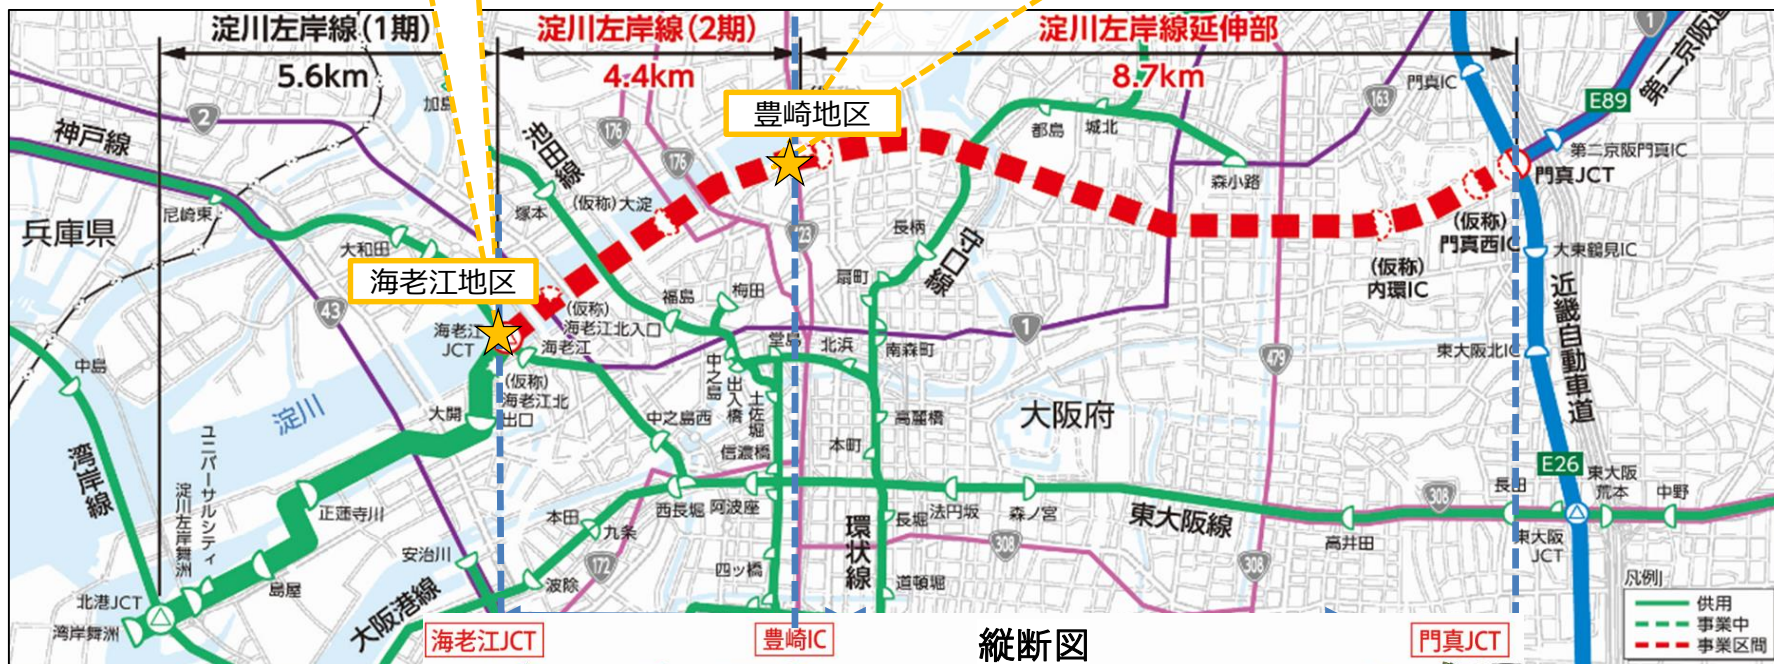 淀川左岸線(1期)
淀川左岸線(2期)
淀川左岸線延伸部
5.6km
4.4km
8.7km
第二京阪道
1
E89
門真IC
163
加島
2
神戸線
176
池田線
176
豊崎地区
都島
城北
第二京阪門真IC
門真JCT
森小路
尼崎東
塚本
(仮称)大淀
兵庫県
大和田
423
長柄
守口線
(仮称)
門真西IC
大東鶴見IC
(仮称)
内環IC
海老江地区
扇町
梅田
福島
43
(仮称)
海老江北入口
海老江
JCT
海老江
1
近畿自動車道
堂島
北浜
南森町
479
東大阪北IC
中島
中之島
出入橋
土佐堀
(仮称)
海老江北
出口
大開
淀川
中之島西
高麗橋
大阪府
本町
信濃橋
湾岸線
ユニバーサルシティ
淀川左岸舞洲
正蓮寺川
E26
東大阪
荒本
中野
長田
308
西長堀
阿波座
本田
九条
環状線
長堀
法円坂
森ノ宮
東大阪線
高井田
東大阪
JCT
308
308
安治川
172
波除
四ツ橋
道頓堀
島屋
北港JCT
湾岸舞洲
大阪港線
凡例
供用
事業中
事業区間
海老江JCT
豊崎IC
縦断図
門真JCT